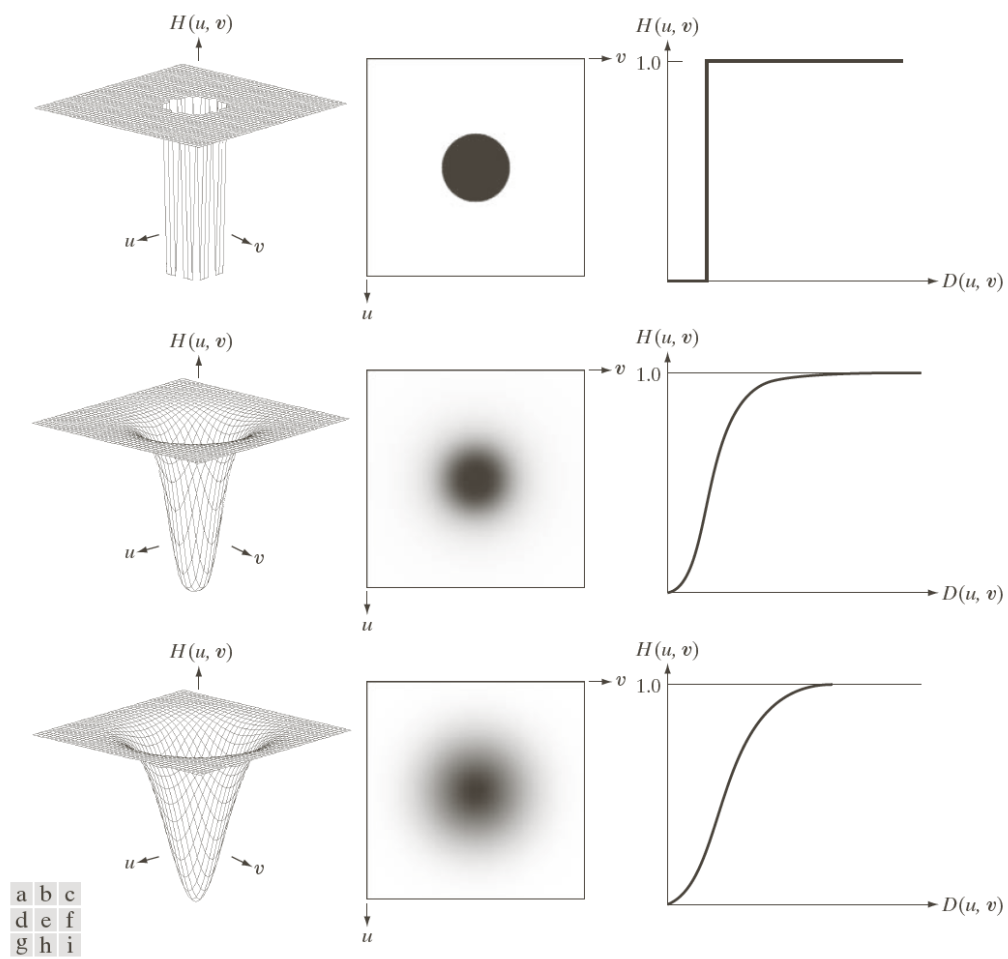 H(u, v)
v
u
v
u
H(u, v)
1.0
D(u, v)
H(u, v)
v
u
v
u
H(u, v)
1.0
D(u, v)
H(u, v)
v
u
v
u
H(u, v)
1.0
D(u, v)
a b c
d e f
g h i